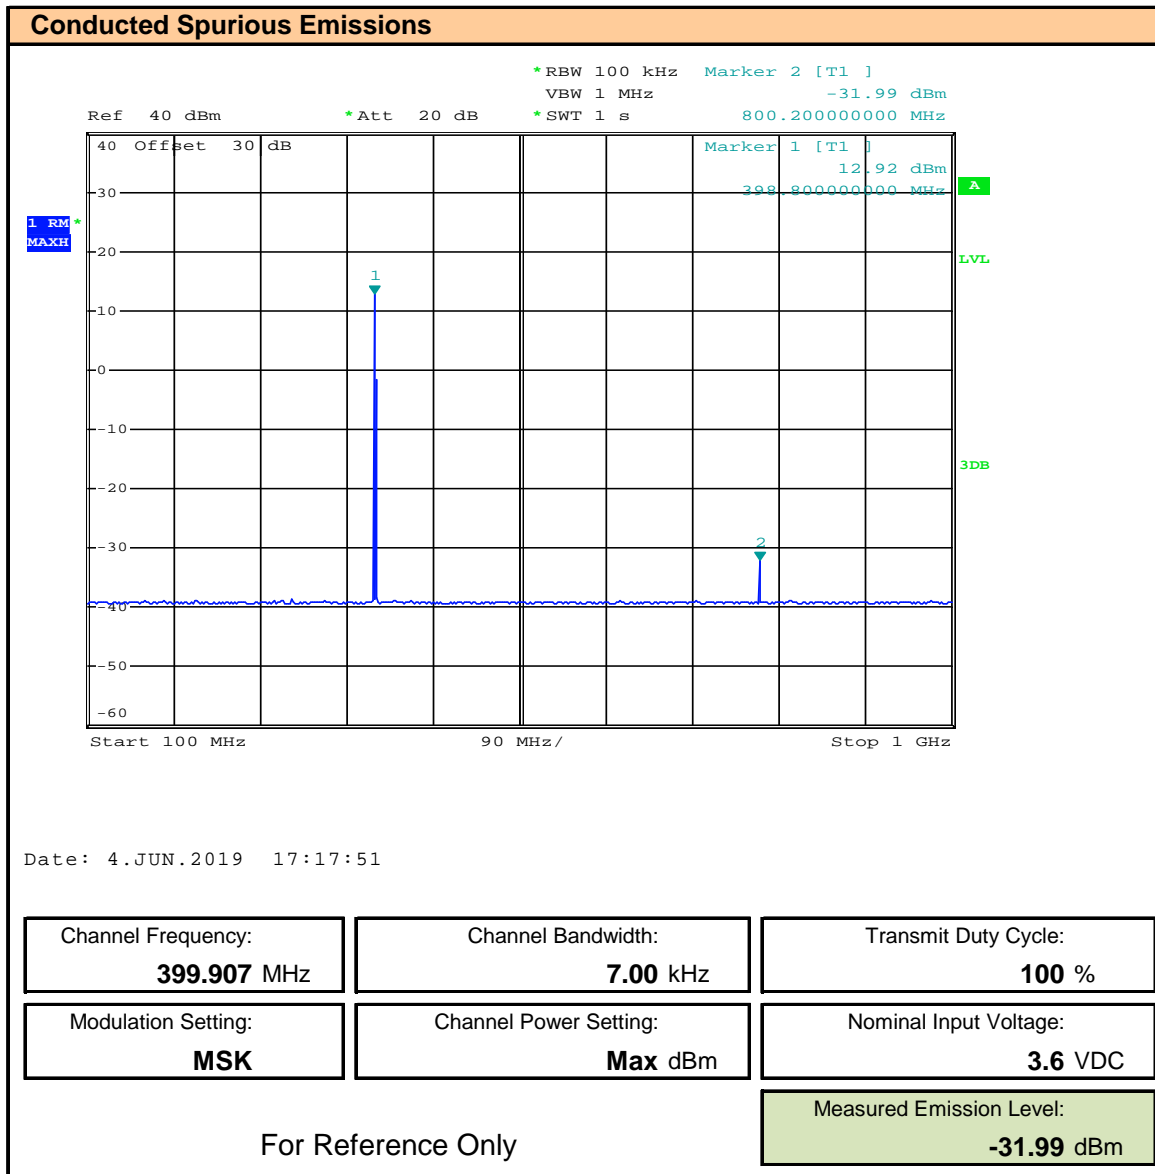 Conducted Spurious Emissions
*RBW 100 kHz Marker 2 [T1 ]
VBW 1 MHz -31.99 dBm
Ref 40 dBm *Att 20 dB *SWT 1 s 800.200000000 MHz
40 Offset 30 dB Marker 1 [T1 ]
12.92 dBm
30 398.800000000 MHz A
1 RM *
MAXH
20
LVL
1
10
0
-10
3DB
-20
-30
2
-40
-50
-60
Start 100 MHz 90 MHz/ Stop 1 GHz
Date: 4.JUN.2019 17:17:51
Channel Frequency: Channel Bandwidth: Transmit Duty Cycle:
399.907 MHz 7.00 kHz 100 %
Modulation Setting: Channel Power Setting: Nominal Input Voltage:
MSK Max dBm 3.6 VDC
Measured Emission Level:
For Reference Only -31.99 dBm